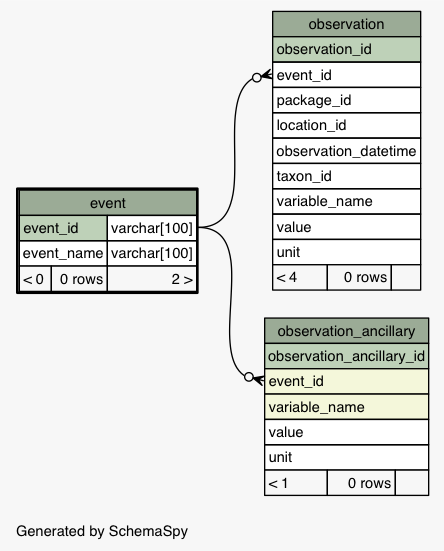 observation
observation_id
event_id
package_id
location_id
observation_datetime
taxon_id
variable_name
value
unit
< 4 0 rows
event
event_id varchar[100]
event_name varchar[100]
< 0 0 rows 2 >
observation_ancillary
observation_ancillary_id
event_id
variable_name
value
unit
< 1 0 rows
Generated by SchemaSpy